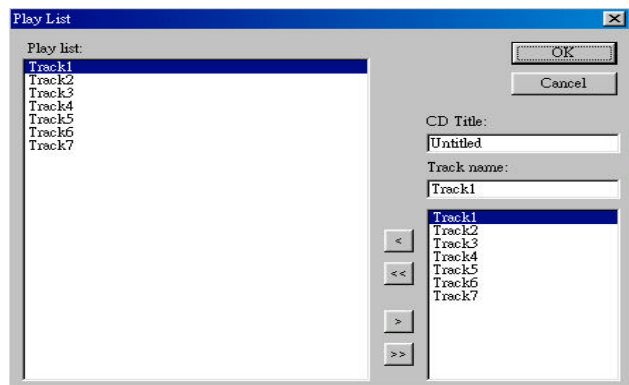 Play List
Play list:
Track1
Track2
Track3
Track4
Track5
Track6
Track7
OK
Cancel
CD Title:
Untitled
Track name:
Track1
<
<<
>
>>
Track1
Track2
Track3
Track4
Track5
Track6
Track7